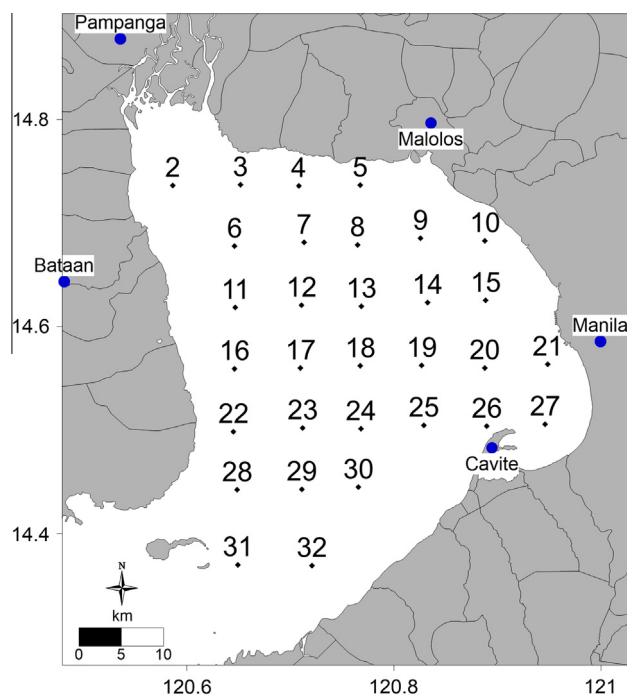 Pampanga
14.8
Malolos
2 3 4 5
6 7 8 9 10
Bataan
11 12 13 14 15
14.6
Manila
16 17 18 19 20 21
22 23 24 25 26 27
Cavite
28 29 30
14.4
31 32
N
km
0 5 10
120.6 120.8 121